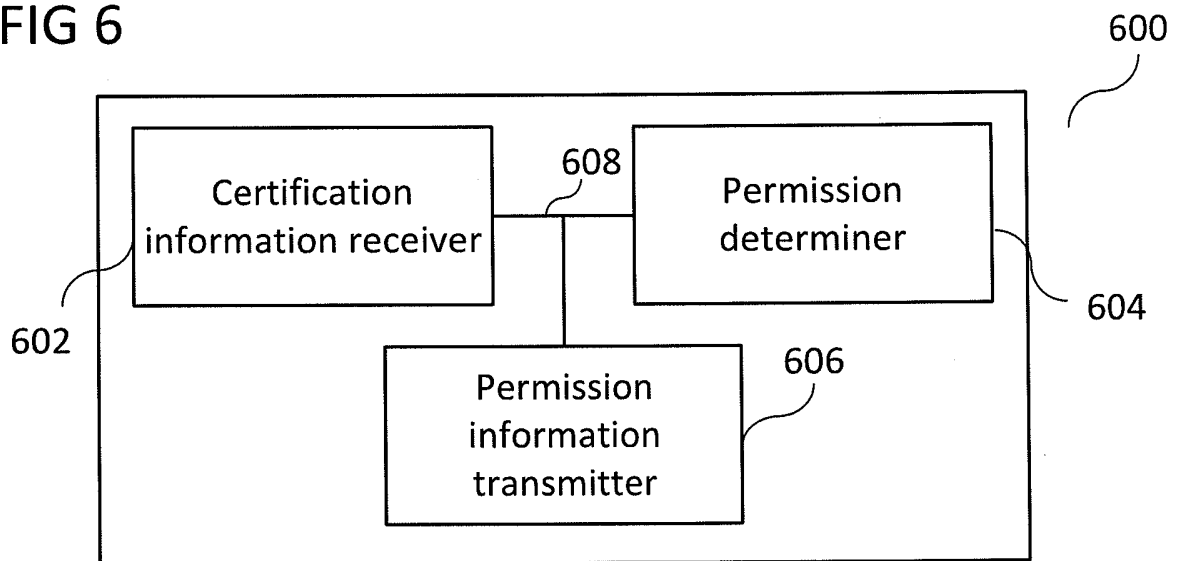 FIG 6
600
Certification
information receiver
608
Permission
determiner
602
604
Permission
information
transmitter
606